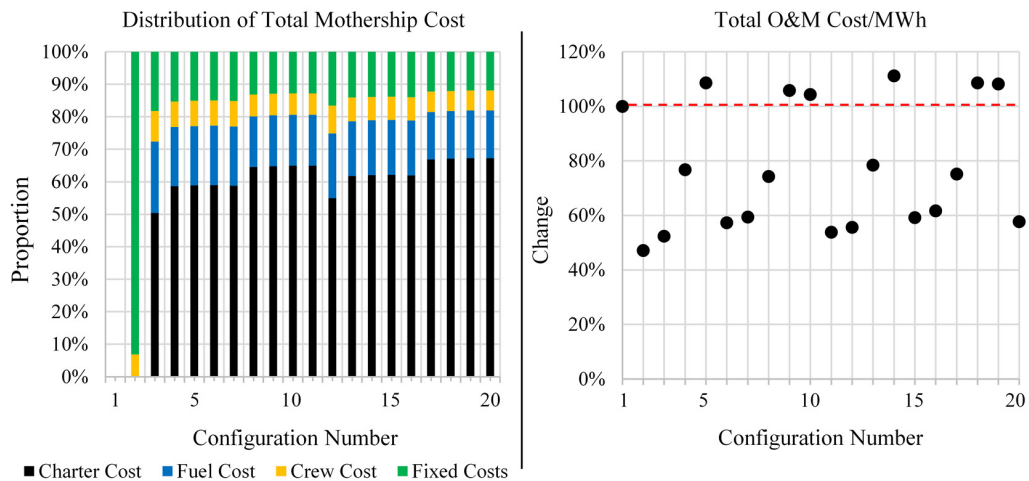 Distribution of Total Mothership Cost
100%
90%
80%
70%
60%
50%
40%
30%
20%
10%
0%
Proportion
1 5 10 15 20
Configuration Number
Charter Cost Fuel Cost Crew Cost Fixed Costs
Total O&M Cost/MWh
120%
100%
80%
60%
40%
20%
0%
Change
1 5 10 15 20
Configuration Number